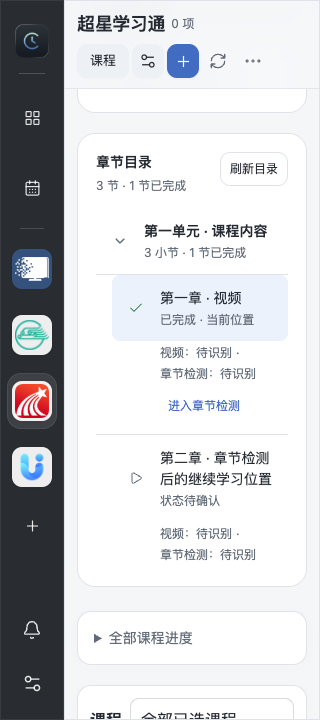 超星学习通 0 项
课程
章节目录
刷新目录
3 节 · 1 节已完成
第一单元 · 课程内容
3 小节 · 1 节已完成
第一章 · 视频
已完成 · 当前位置
视频：待识别 ·
章节检测：待识别
进入章节检测
第二章 · 章节检测
后的继续学习位置
状态待确认
视频：待识别 ·
章节检测：待识别
全部课程进度
课程 全部已选课程